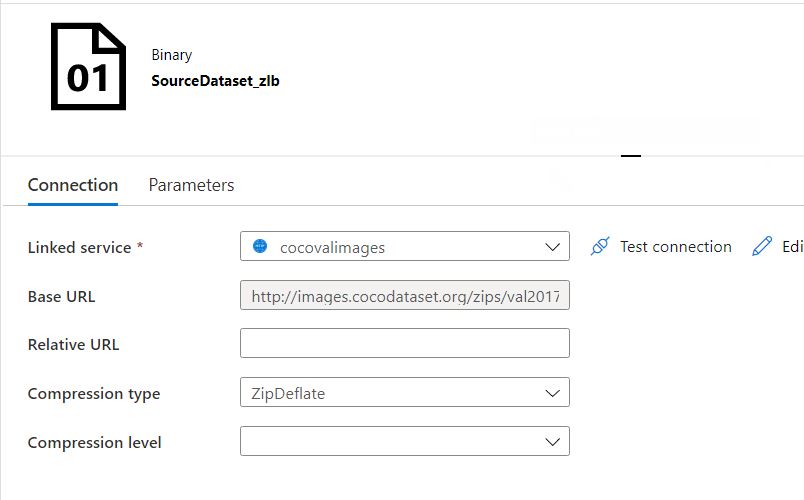 01
Binary
SourceDataset_zlb
Connection Parameters
Linked service * cocovalimages Test connection Edi
Base URL http://images.cocodataset.org/zips/val2017
Relative URL
Compression type ZipDeflate
Compression level